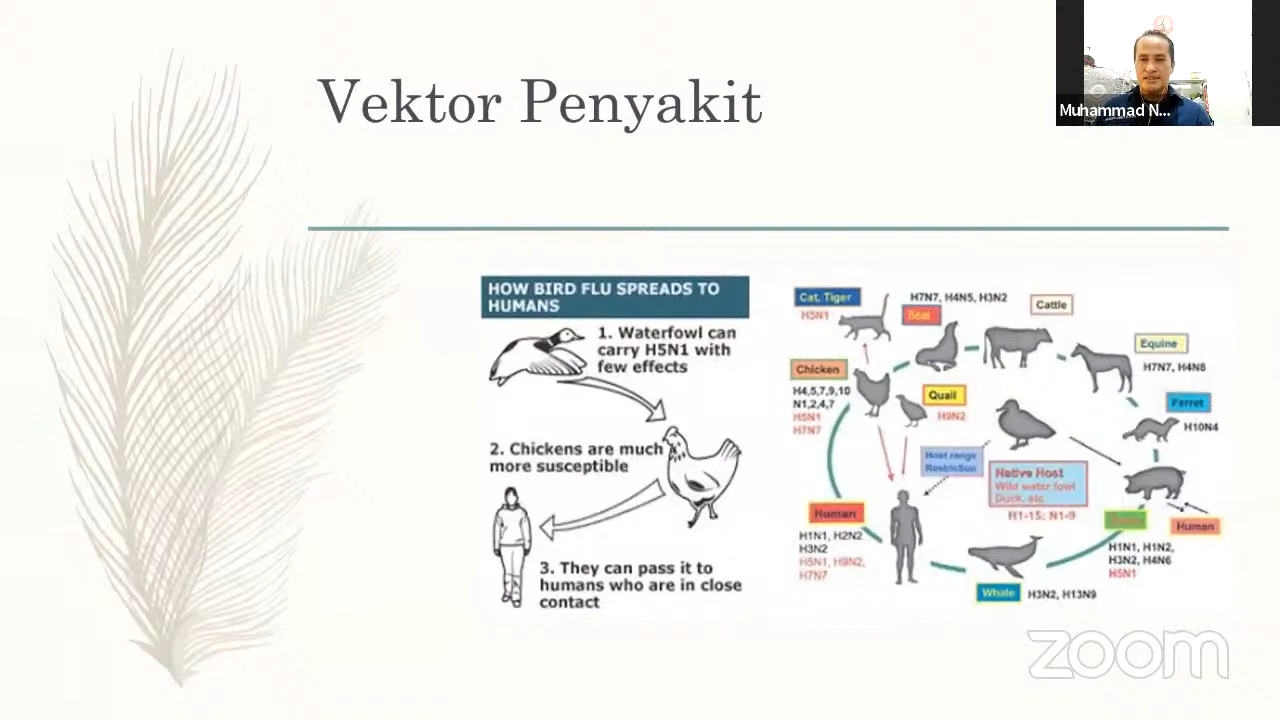 Vektor Penyakit
Muhammad N...
HOW BIRD FLU SPREADS TO
HUMANS
1. Waterfowl can
carry H5N1 with
few effects
2. Chickens are much
more susceptible
3. They can pass it to
humans who are in close
contact
Cat, Tiger
H5N1
H7N7, H4N5, H3N2
Seal
Cattle
Equine
H7N7, H4N8
Chicken
H4,5,7,9,10
N1,2,4,7
H5N1
H7N7
Quail
H9N2
Ferret
H10N4
Host range
Restriction
Native Host
Wild water fowl
Duck, etc
H1-15; N1-9
Human
H1N1, H2N2
H3N2
H5N1, H9N2,
H7N7
Human
H1N1, H1N2,
H3N2, H4N6
H5N1
Whale
H3N2, H13N9
zoom